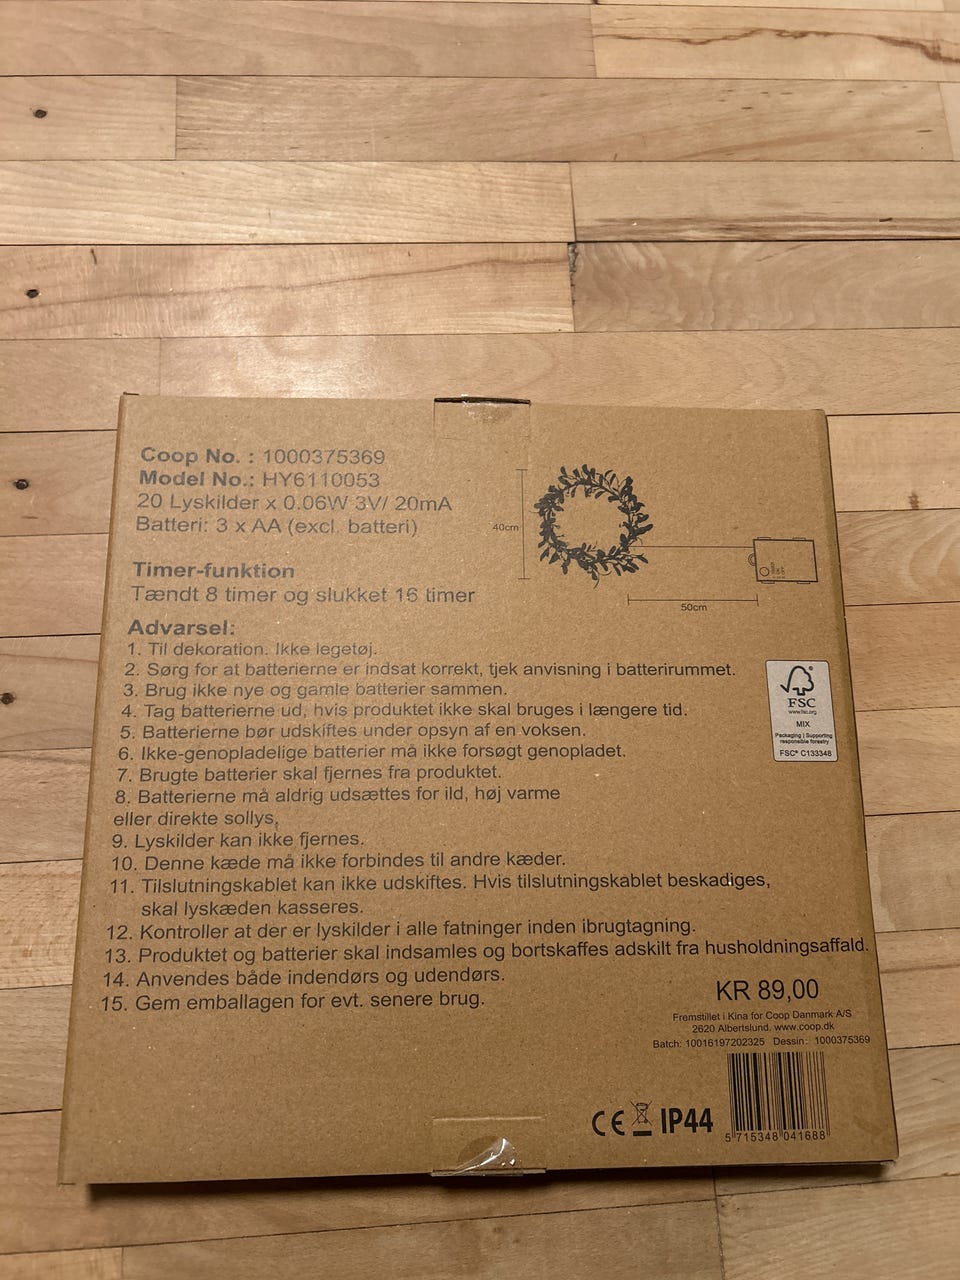 Coop No. : 1000375369
Model No.: HY6110053
20 Lyskilder x 0.06W 3V/ 20mA
Batteri: 3 x AA (excl. batteri)
40cm
50cm
Timer-funktion
Tændt 8 timer og slukket 16 timer
Advarsel:
1. Til dekoration. Ikke legetøj.
2. Sørg for at batterierne er indsat korrekt, tjek anvisning i batterirummet.
3. Brug ikke nye og gamle batterier sammen.
4. Tag batterierne ud, hvis produktet ikke skal bruges i længere tid.
5. Batterierne bør udskiftes under opsyn af en voksen.
6. Ikke-genopladelige batterier må ikke forsøgt genopladet.
7. Brugte batterier skal fjernes fra produktet.
8. Batterierne må aldrig udsættes for ild, høj varme
eller direkte sollys,
9. Lyskilder kan ikke fjernes.
10. Denne kæde må ikke forbindes til andre kæder.
11. Tilslutningskablet kan ikke udskiftes. Hvis tilslutningskablet beskadiges,
skal lyskæden kasseres.
12. Kontroller at der er lyskilder i alle fatninger inden ibrugtagning.
13. Produktet og batterier skal indsamles og bortskaffes adskilt fra husholdningsaffald.
14. Anvendes både indendørs og udendørs.
15. Gem emballagen for evt. senere brug.
FSC
www.fsc.org
MIX
Packaging | Supporting
responsible forestry
FSC® C133348
KR 89,00
Fremstillet i Kina for Coop Danmark A/S
2620 Albertslund. www.coop.dk
Batch: 10016197202325 Dessin: 1000375369
CE IP44
5 715348 041688